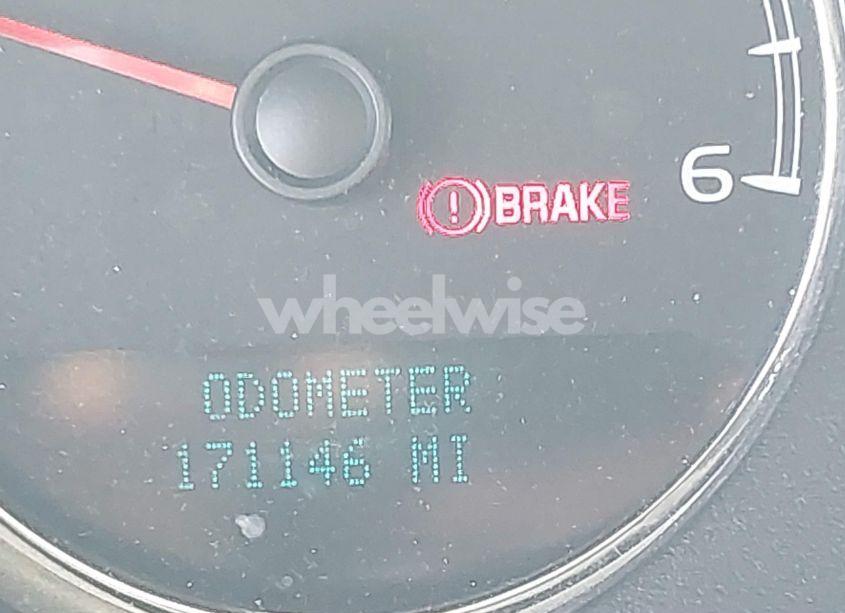 BRAKE
6
wheelwise
ODOMETER
171146 MI